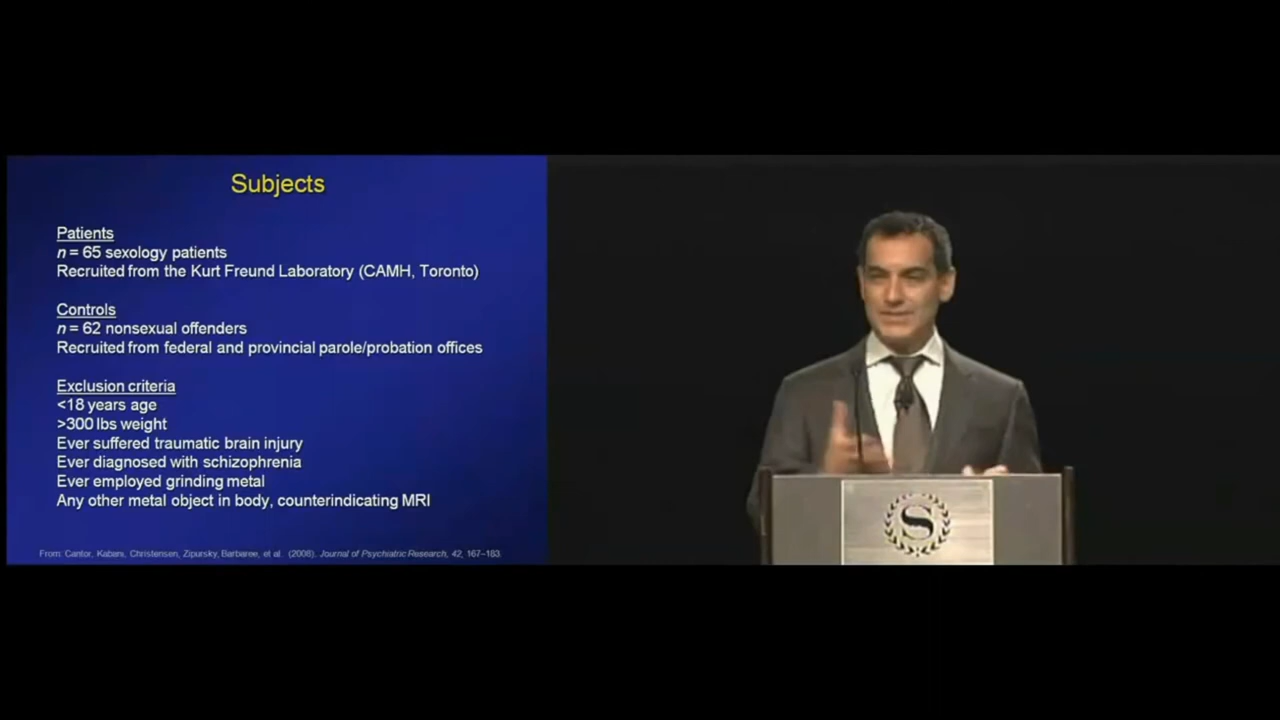 Subjects
Patients
n = 65 sexology patients
Recruited from the Kurt Freund Laboratory (CAMH, Toronto)
Controls
n = 62 nonsexual offenders
Recruited from federal and provincial parole/probation offices
Exclusion criteria
<18 years age
>300 lbs weight
Ever suffered traumatic brain injury
Ever diagnosed with schizophrenia
Ever employed grinding metal
Any other metal object in body, counterindicating MRI
From: Cantor, Kabani, Christensen, Zipursky, Barbaree, et al. (2008). Journal of Psychiatric Research, 42, 167–183.
S